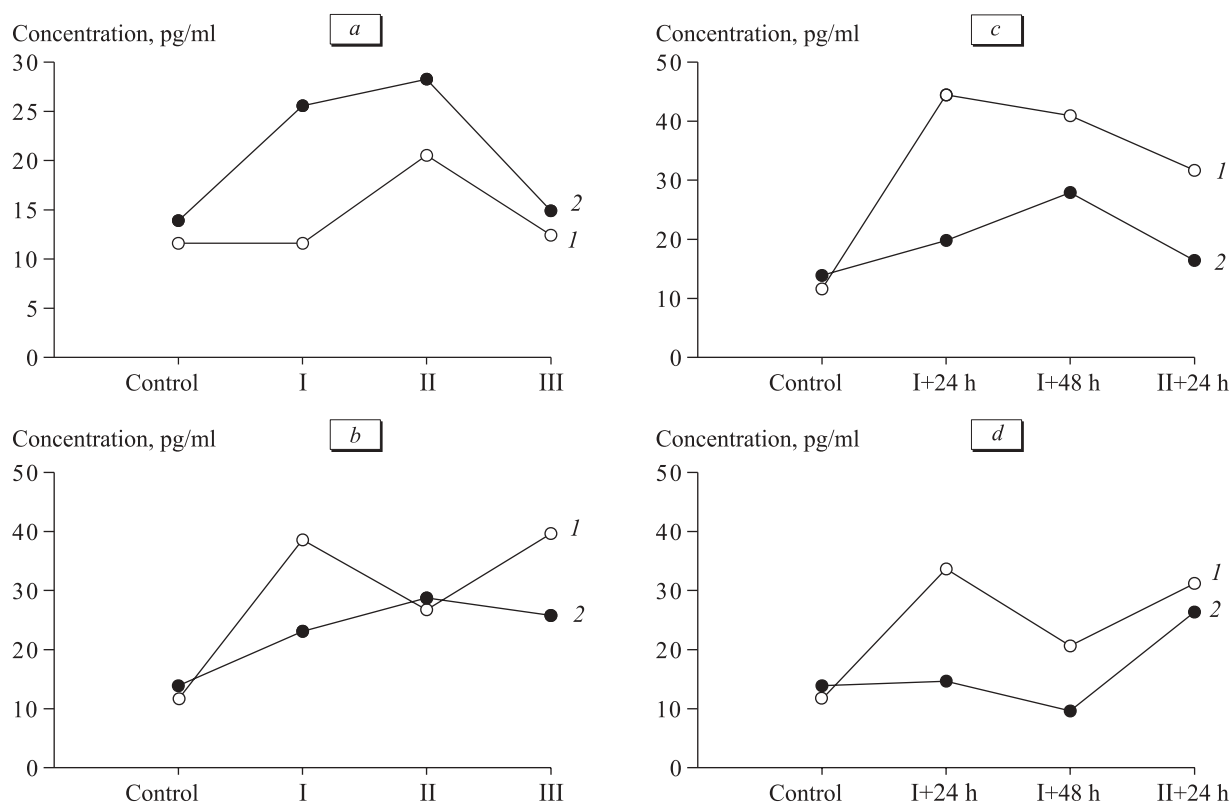 a
Concentration, pg/ml
30
25
20
15
10
5
0
2
1
Control I II III
c
Concentration, pg/ml
50
40
30
20
10
0
1
2
Control I+24 h I+48 h II+24 h
b
Concentration, pg/ml
50
40
30
20
10
0
1
2
Control I II III
d
Concentration, pg/ml
50
40
30
20
10
0
1
2
Control I+24 h I+48 h II+24 h